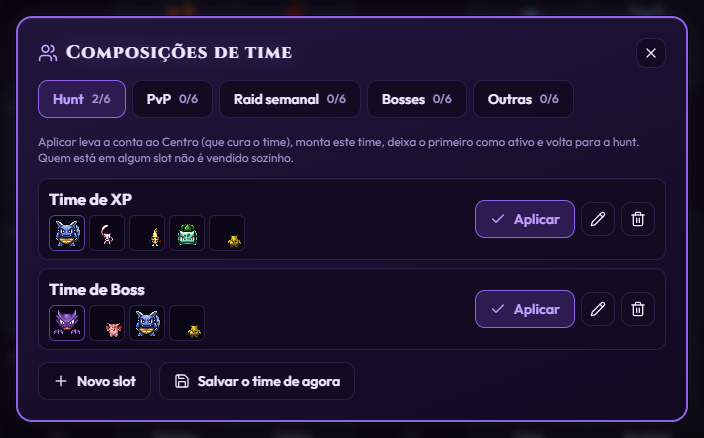 Composições de time
Hunt 2/6
PvP 0/6
Raid semanal 0/6
Bosses 0/6
Outras 0/6
Aplicar leva a conta ao Centro (que cura o time), monta este time, deixa o primeiro como ativo e volta para a hunt.
Quem está em algum slot não é vendido sozinho.
Time de XP
Aplicar
Time de Boss
Aplicar
Novo slot
Salvar o time de agora